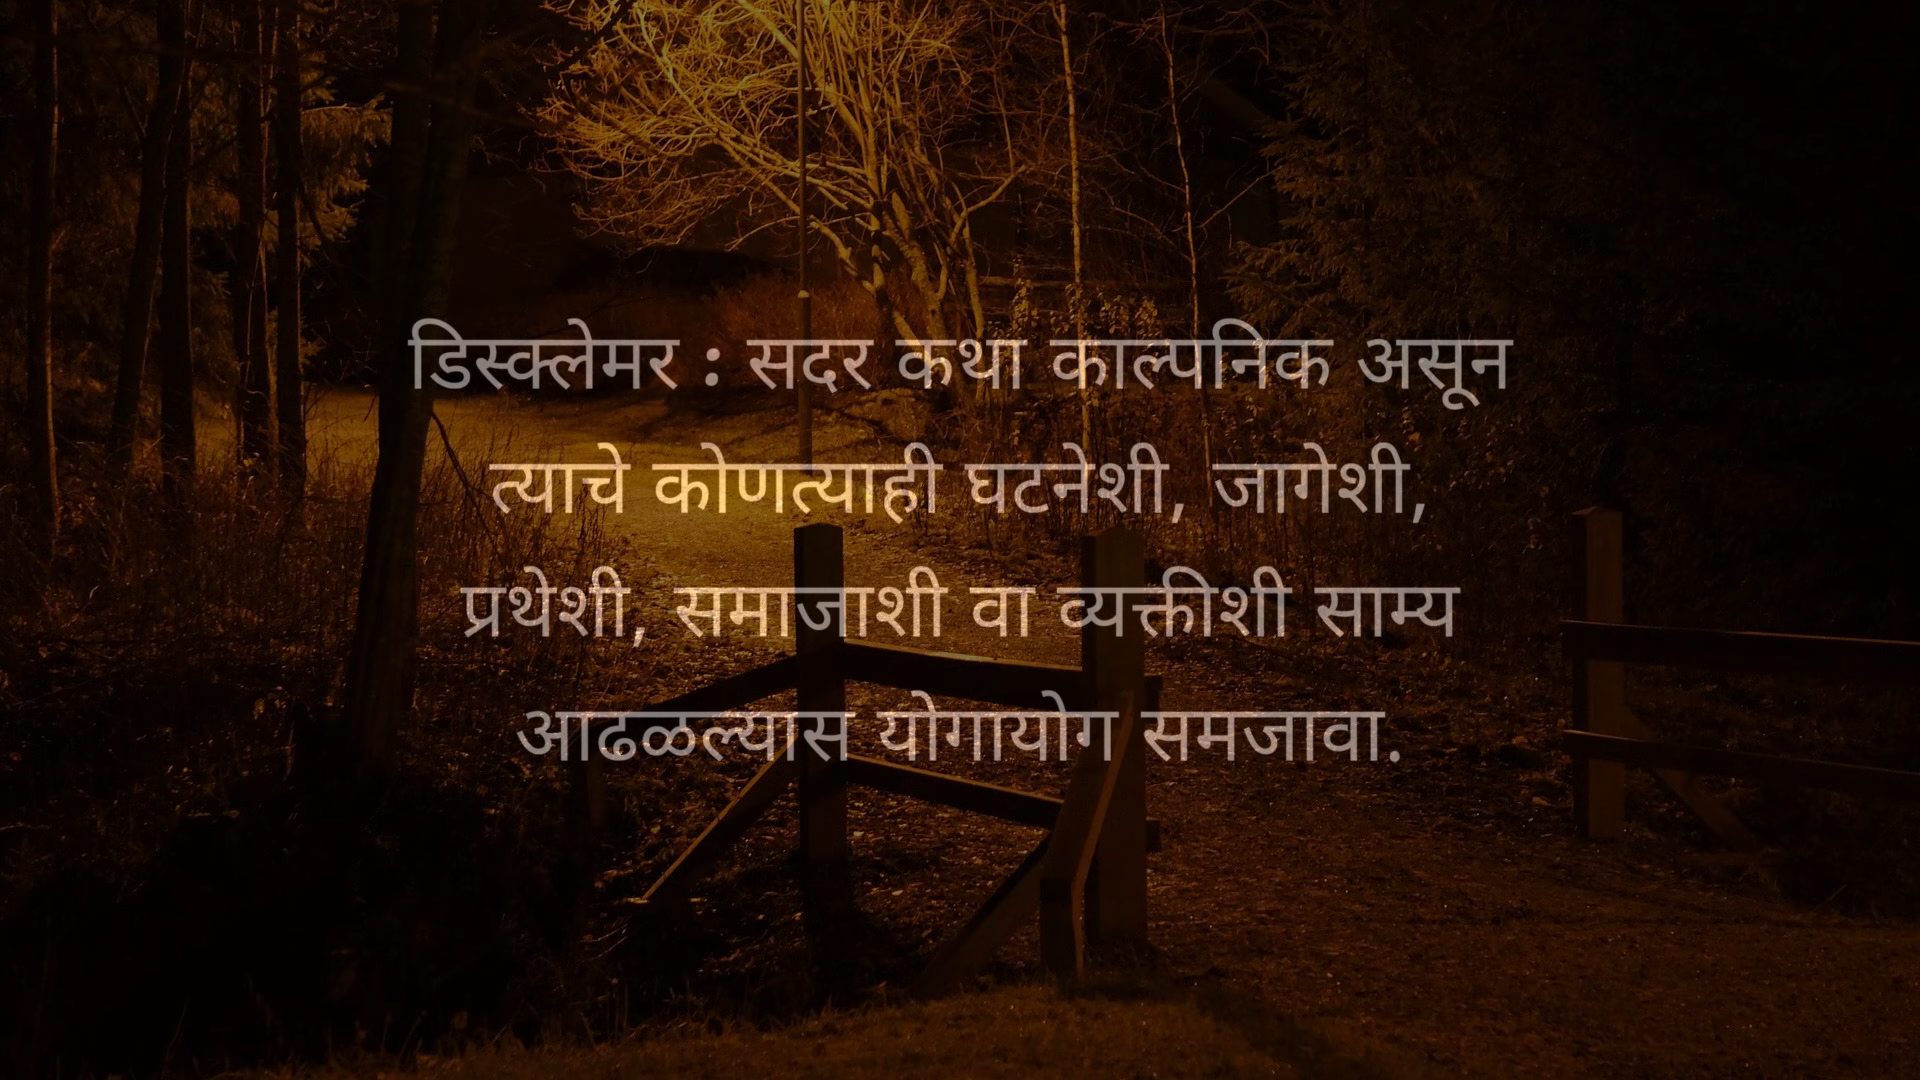 डिस्क्लेमर : सदर कथा काल्पनिक असून
त्याचे कोणत्याही घटनेशी, जागेशी,
प्रथेशी, समाजाशी वा व्यक्तीशी साम्य
आढळल्यास योगायोग समजावा.